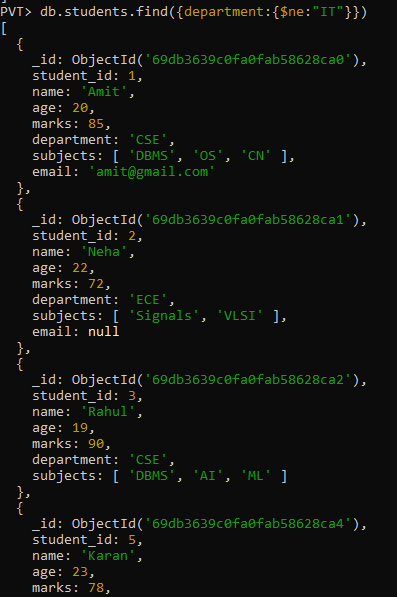 PVT> db.students.find({department:{$ne:"IT"}})
[
  {
    _id: ObjectId('69db3639c0fa0fab58628ca0'),
    student_id: 1,
    name: 'Amit',
    age: 20,
    marks: 85,
    department: 'CSE',
    subjects: [ 'DBMS', 'OS', 'CN' ],
    email: 'amit@gmail.com'
  },
  {
    _id: ObjectId('69db3639c0fa0fab58628ca1'),
    student_id: 2,
    name: 'Neha',
    age: 22,
    marks: 72,
    department: 'ECE',
    subjects: [ 'Signals', 'VLSI' ],
    email: null
  },
  {
    _id: ObjectId('69db3639c0fa0fab58628ca2'),
    student_id: 3,
    name: 'Rahul',
    age: 19,
    marks: 90,
    department: 'CSE',
    subjects: [ 'DBMS', 'AI', 'ML' ]
  },
  {
    _id: ObjectId('69db3639c0fa0fab58628ca4'),
    student_id: 5,
    name: 'Karan',
    age: 23,
    marks: 78,